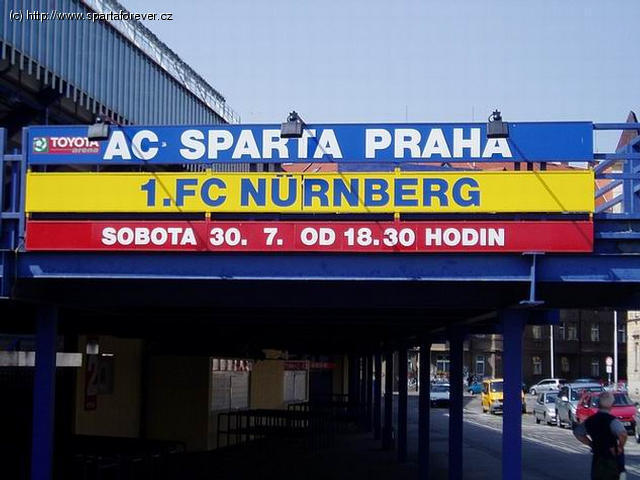 (c) http://www.spartaforever.cz
TOYOTA arena AC SPARTA PRAHA
1.FC NÜRNBERG
SOBOTA 30. 7. OD 18.30 HODIN